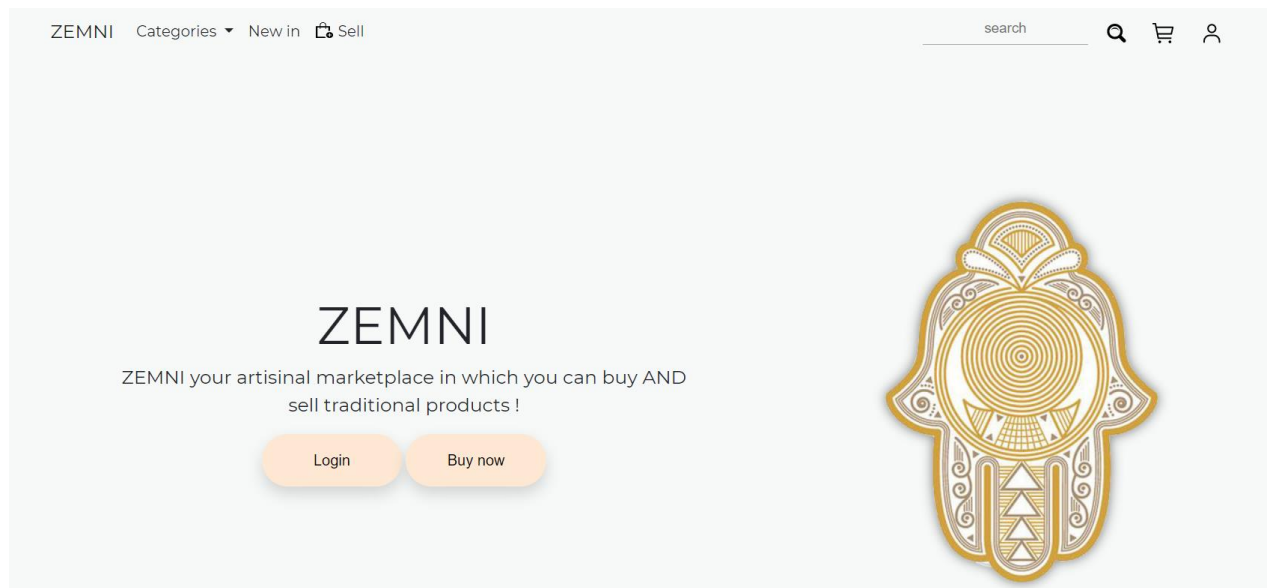 ZEMNI Categories New in Sell search
ZEMNI
ZEMNI your artisinal marketplace in which you can buy AND
sell traditional products !
Login Buy now